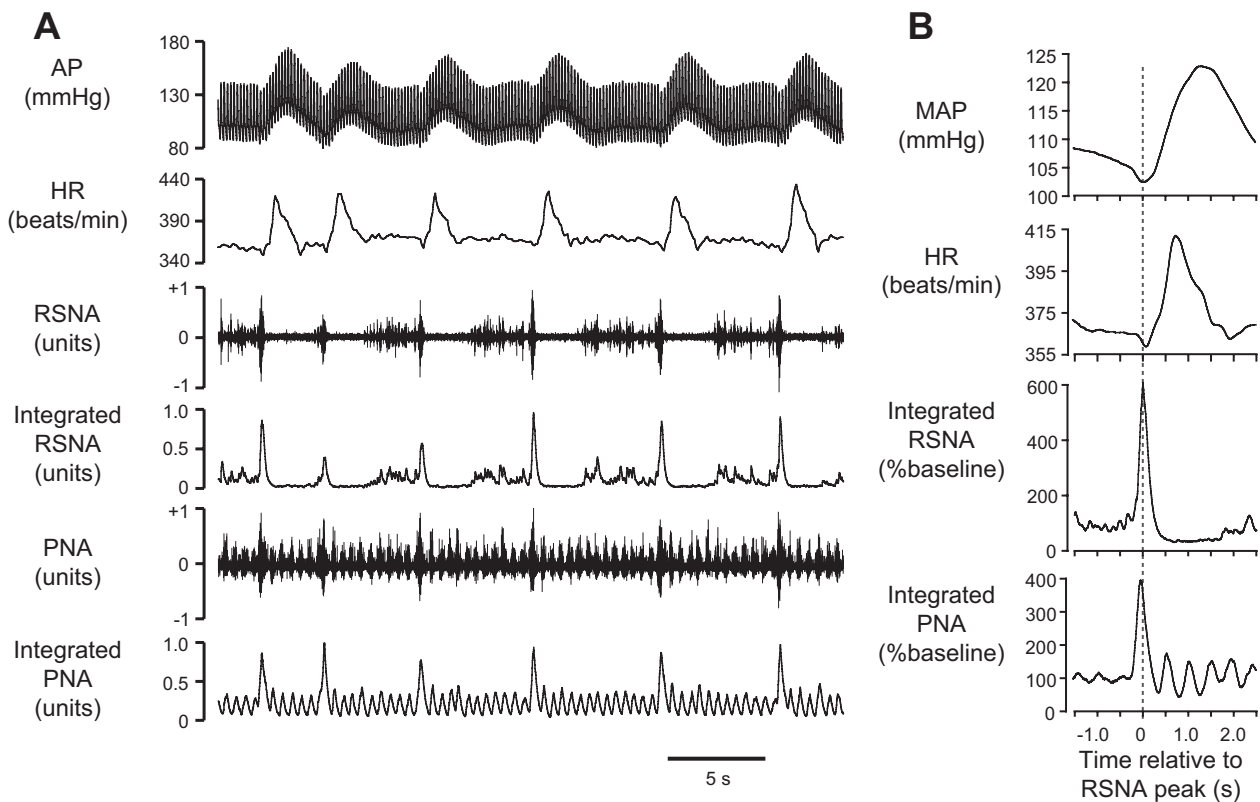 A
AP
(mmHg)
180
130
80
HR
(beats/min)
440
390
340
RSNA
(units)
+1
0
-1
Integrated
RSNA
(units)
1.0
0.5
0
PNA
(units)
+1
0
-1
Integrated
PNA
(units)
1.0
0.5
0
5 s
B
MAP
(mmHg)
125
120
115
110
105
100
HR
(beats/min)
415
395
375
355
Integrated
RSNA
(%baseline)
600
400
200
0
Integrated
PNA
(%baseline)
400
300
200
100
0
-1.0 0 1.0 2.0
Time relative to
RSNA peak (s)